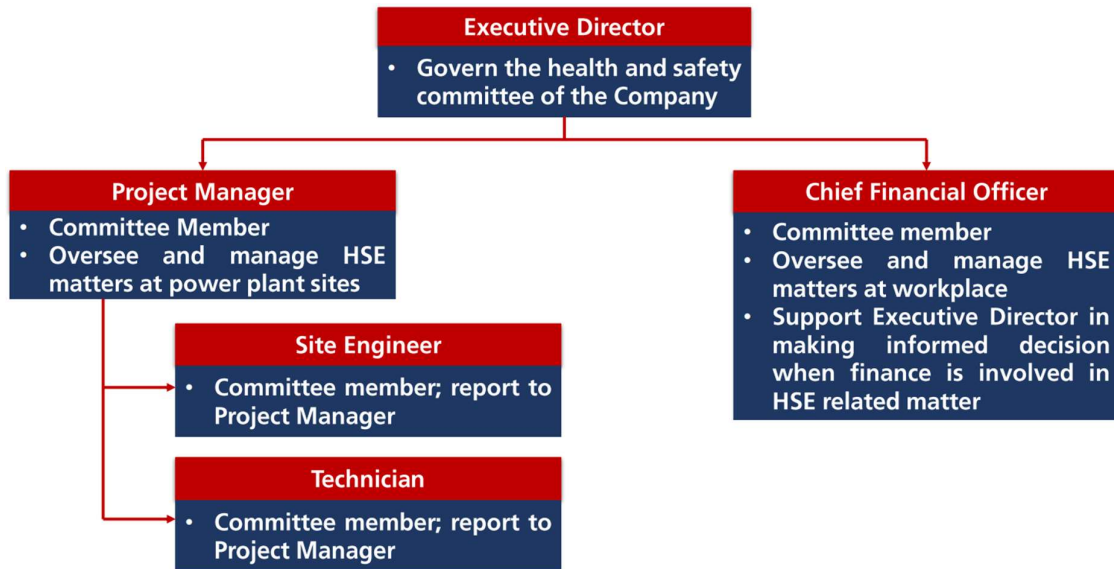 Executive Director
• Govern the health and safety
committee of the Company
Project Manager
• Committee Member
• Oversee and manage HSE
matters at power plant sites
Chief Financial Officer
• Committee member
• Oversee and manage HSE
matters at workplace
• Support Executive Director in
making informed decision
when finance is involved in
HSE related matter
Site Engineer
• Committee member; report to
Project Manager
Technician
• Committee member; report to
Project Manager